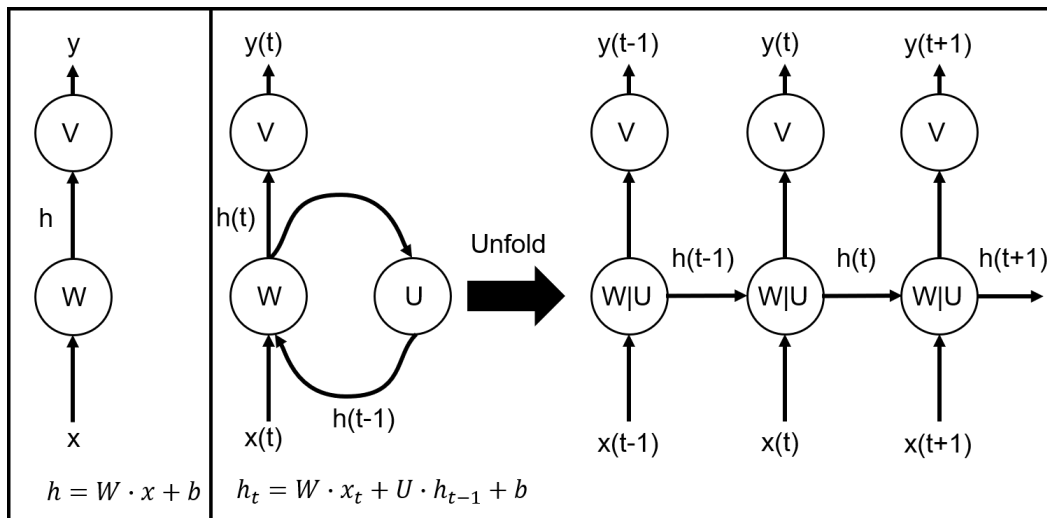 y
V
h
W
x
h = W · x + b
y(t)
V
h(t)
W
U
h(t-1)
x(t)
h_t = W · x_t + U · h_{t-1} + b
Unfold
y(t-1) y(t) y(t+1)
V V V
h(t-1) h(t) h(t+1)
W|U W|U W|U
x(t-1) x(t) x(t+1)